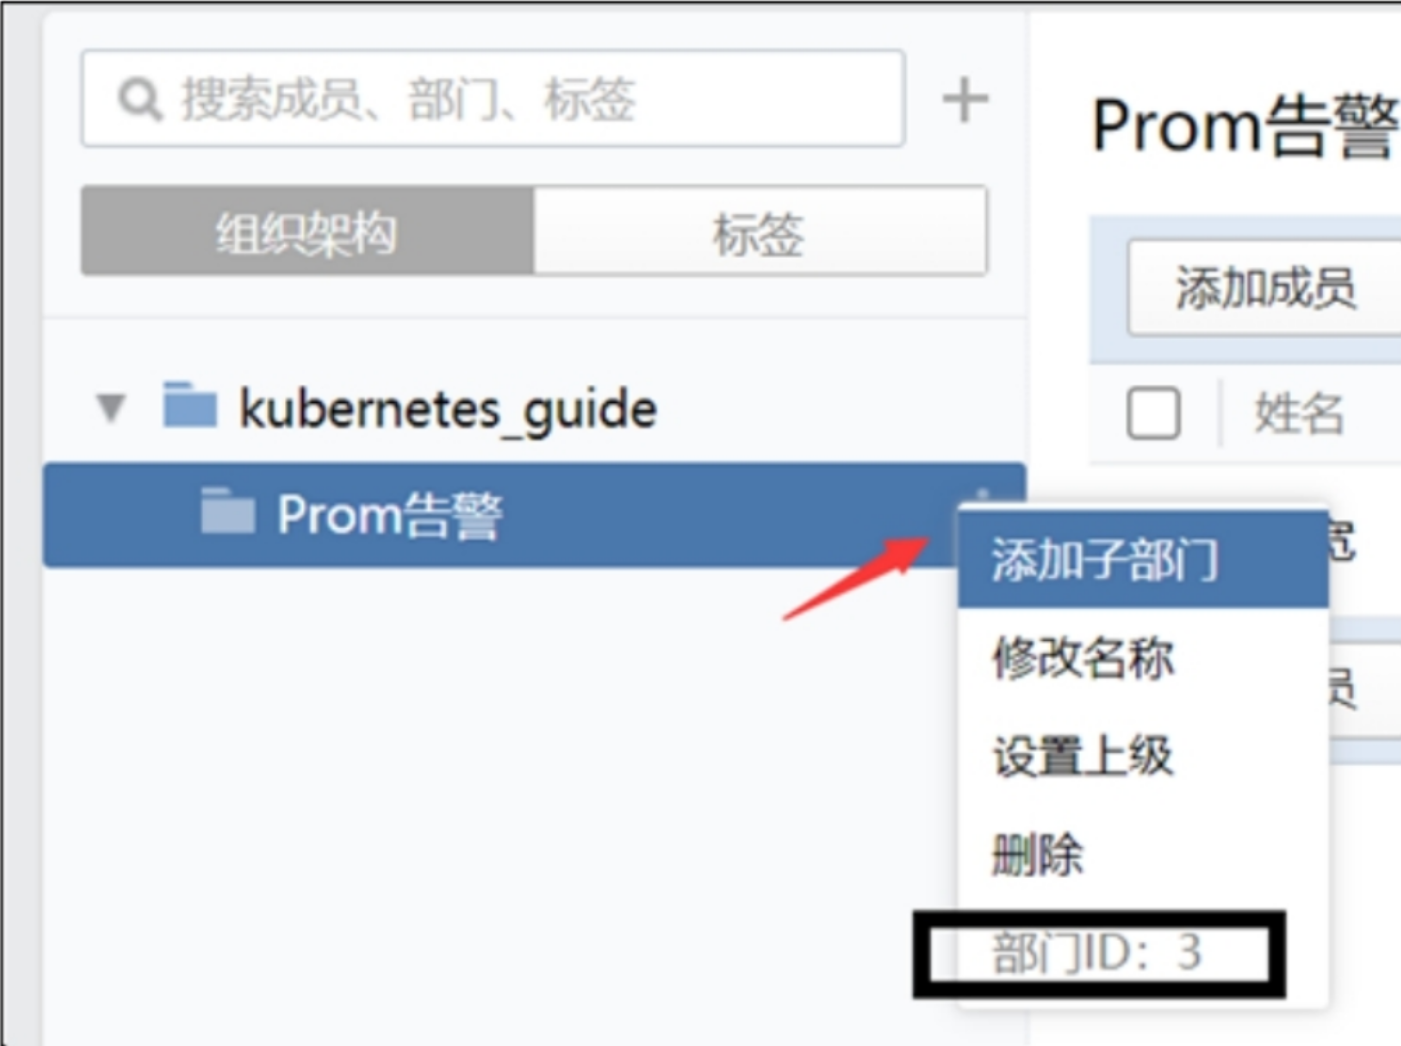 搜索成员、部门、标签
组织架构
标签
kubernetes_guide
Prom告警
Prom告警
添加成员
姓名
宽
员
添加子部门
修改名称
设置上级
删除
部门ID：3